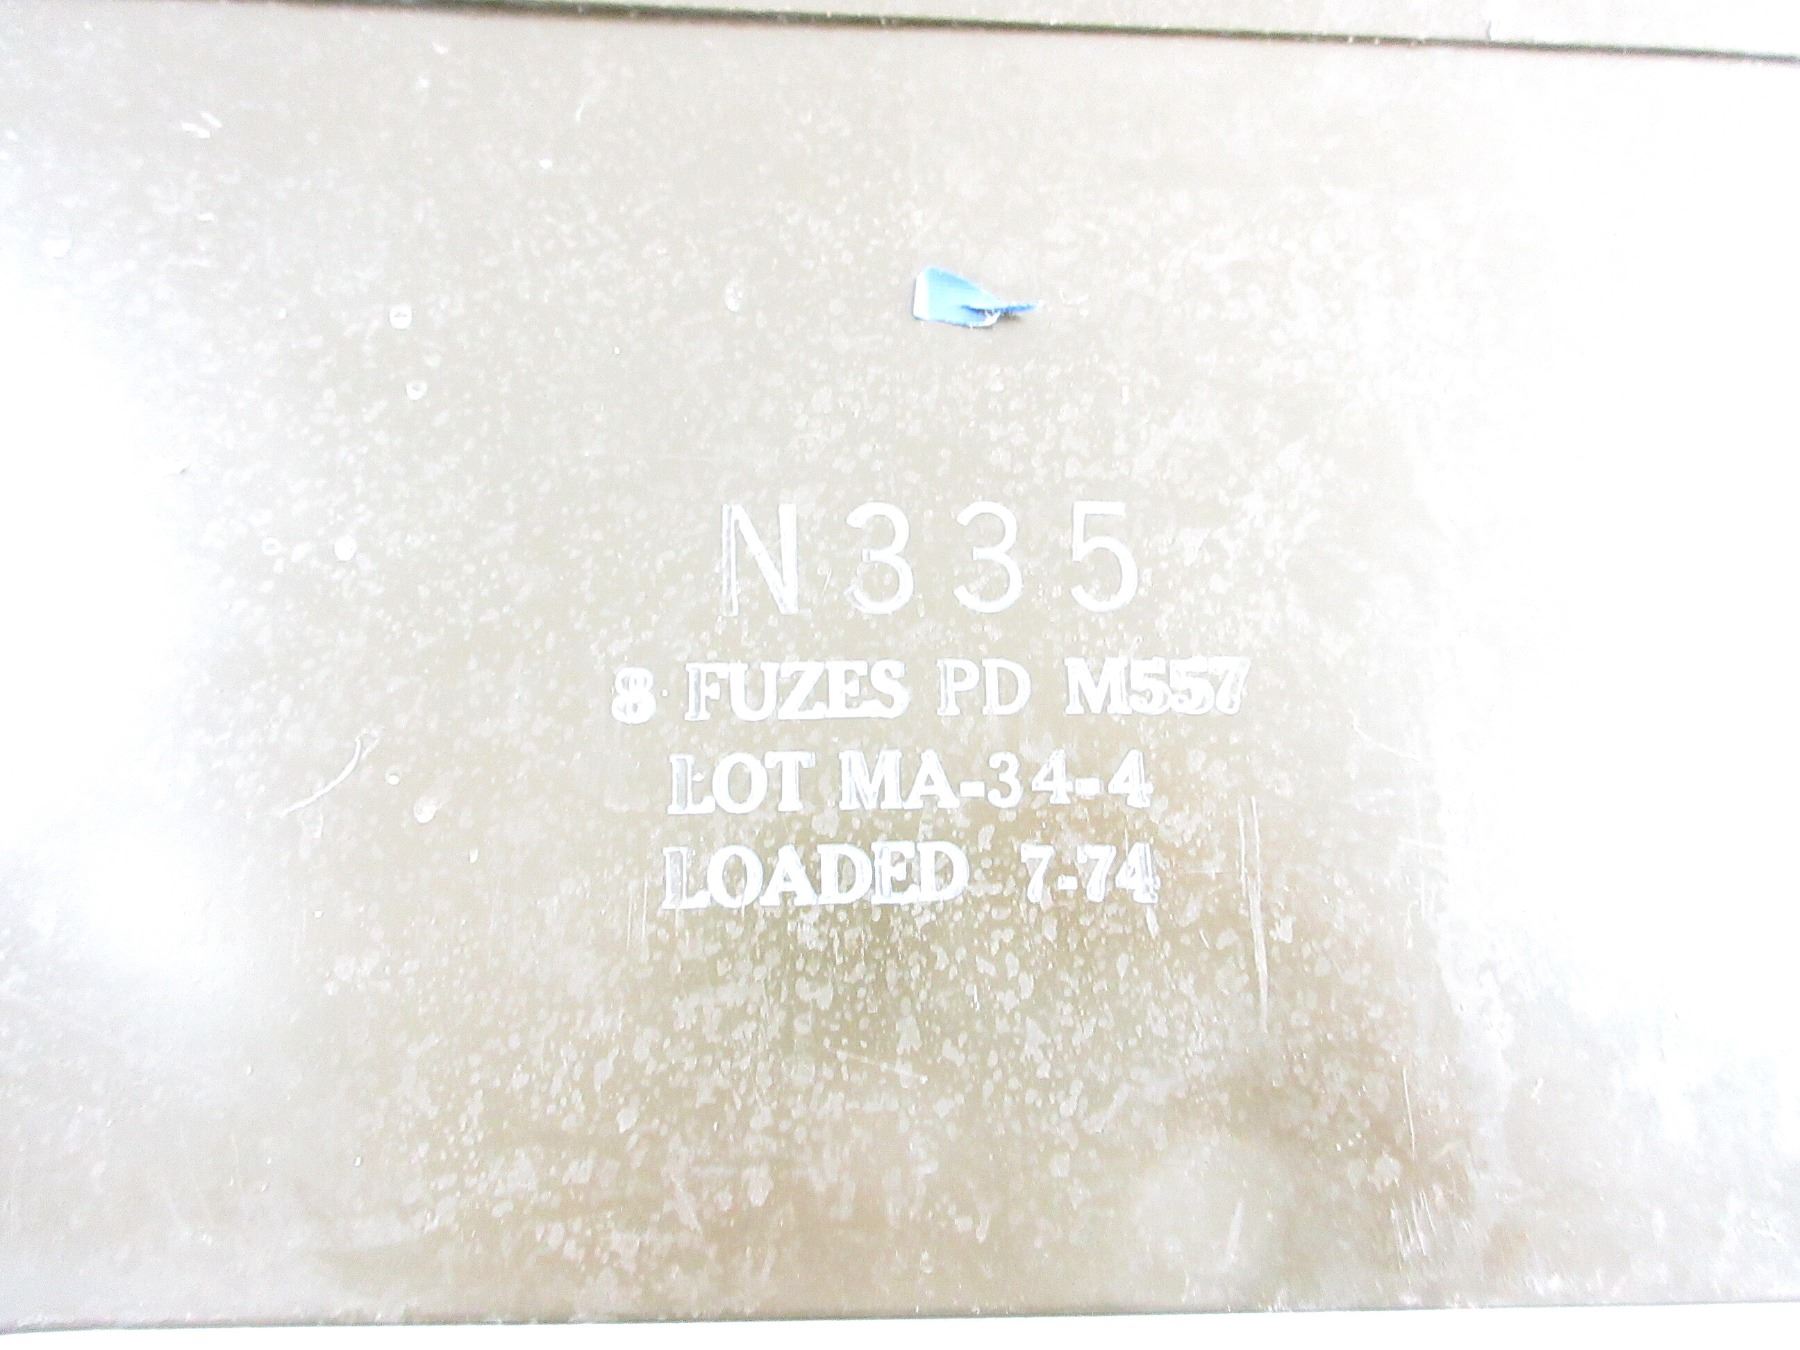 N335
8 FUZES PD M557
LOT MA-34-4
LOADED 7-74